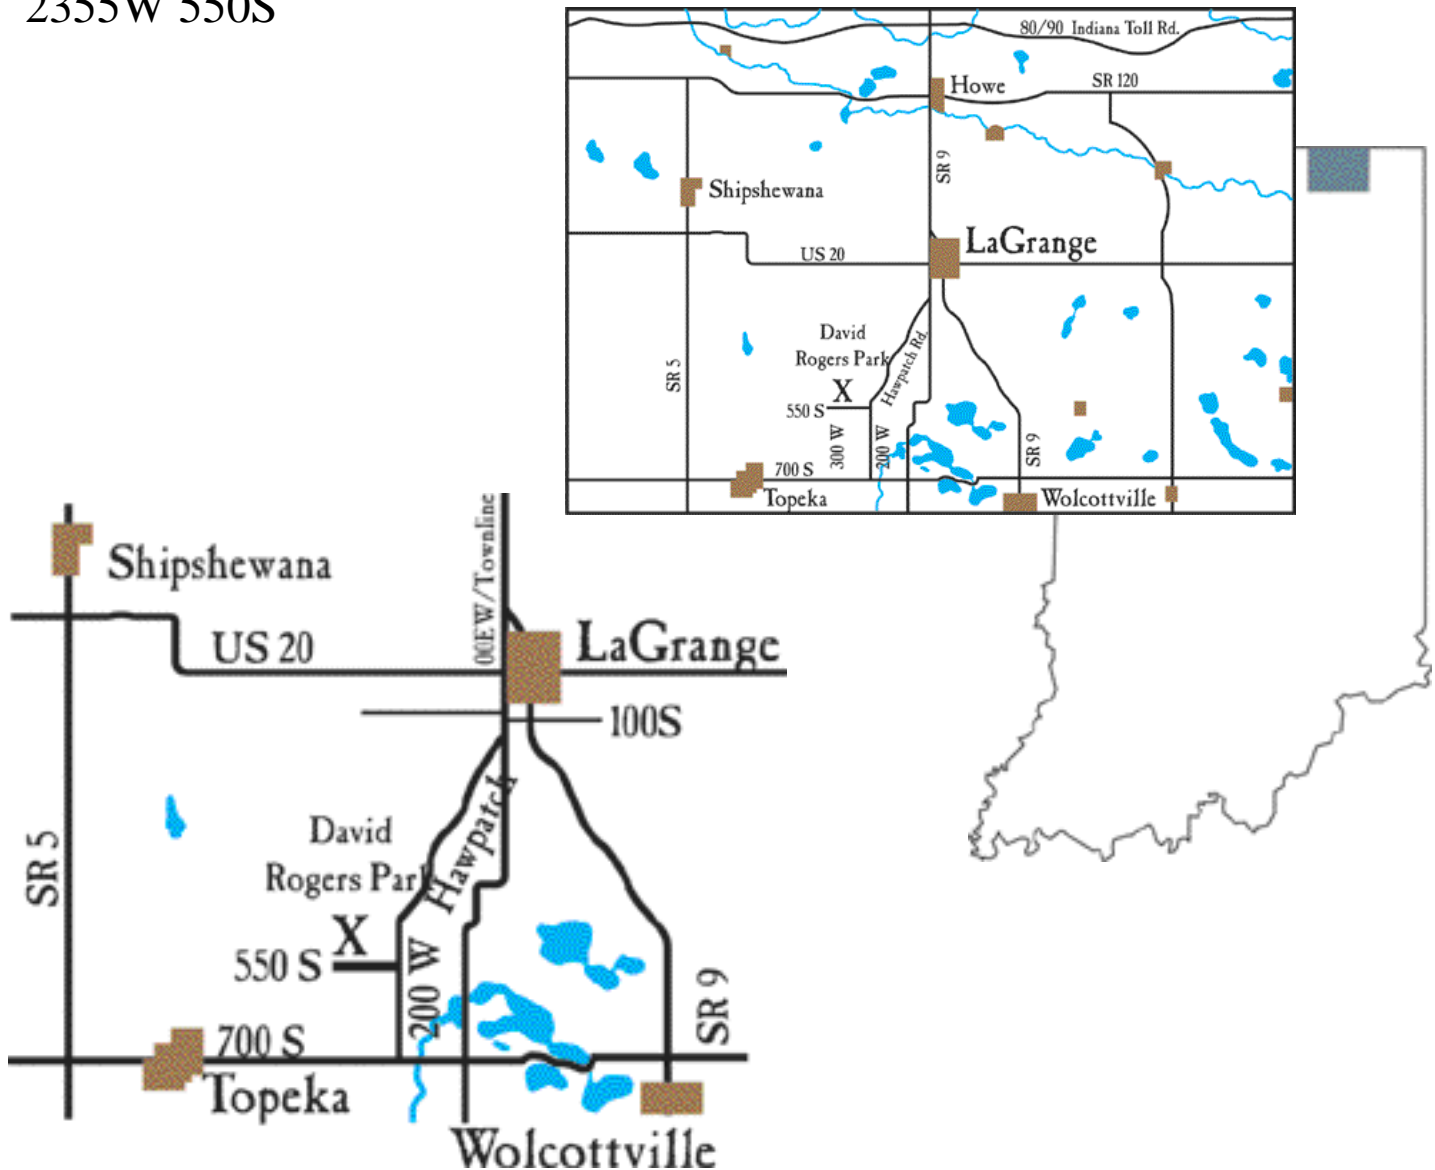 2355W 550S
80/90 Indiana Toll Rd.
Howe
SR 120
SR 9
Shipshewana
LaGrange
US 20
David
Rogers Park
Hawpatch Rd.
SR 5
X
550 S
300 W
200 W
SR 9
700 S
Topeka
Wolcottville
00EW/Townline
Shipshewana
US 20
LaGrange
100S
Hawpatch
David
Rogers Park
SR 5
X
550 S
200 W
SR 9
700 S
Topeka
Wolcottville